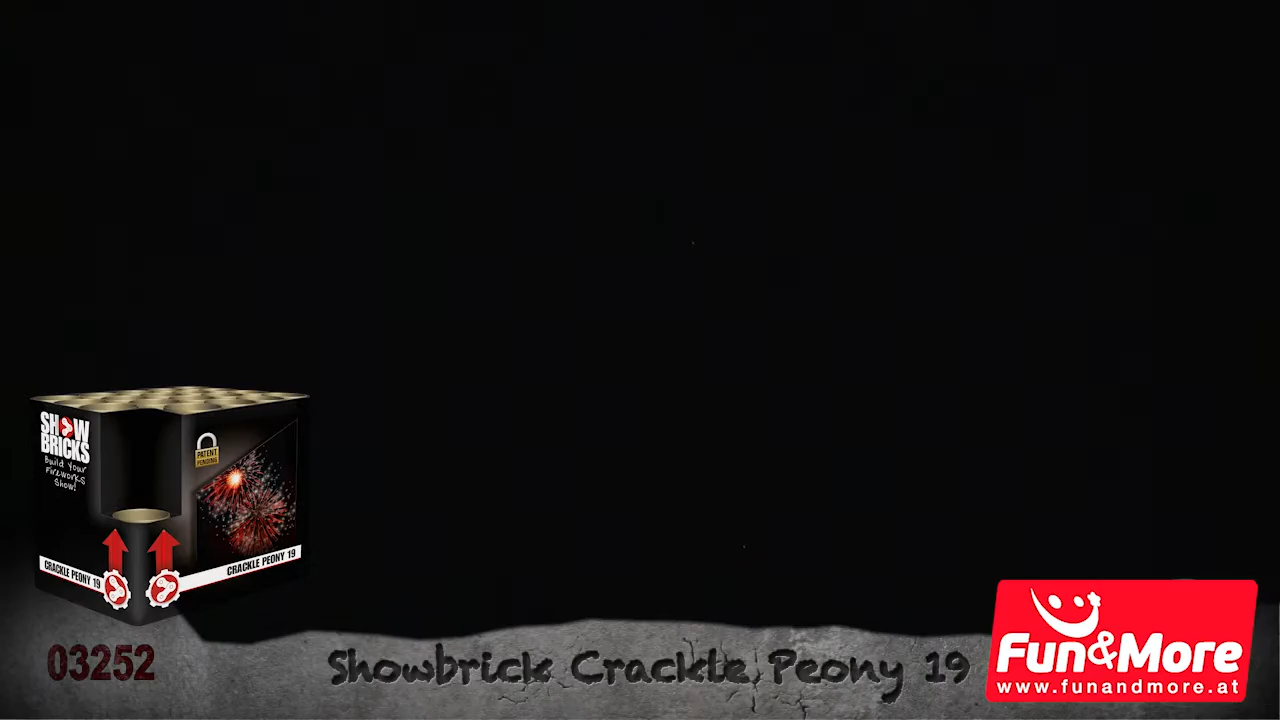 SHOW
BRICKS
Build Your
Fireworks
Show!
PATENT
PENDING
CRACKLE PEONY 19
CRACKLE PEONY 19
03252
Showbrick Crackle Peony 19
Fun&More
www.funandmore.at